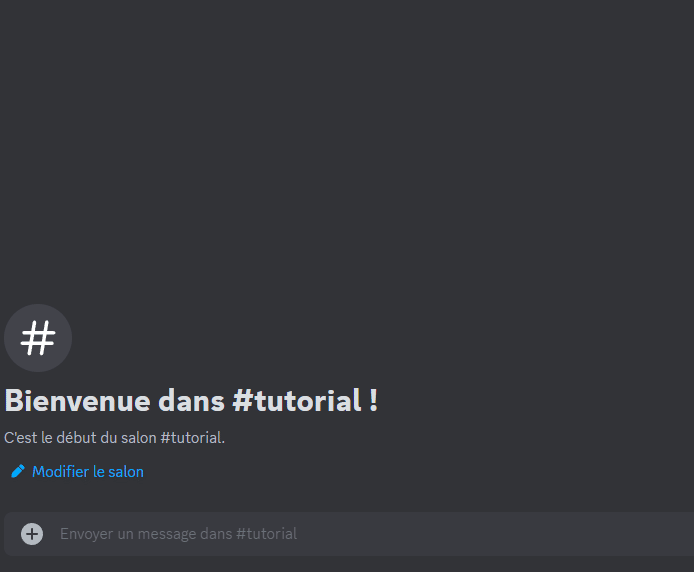 Bienvenue dans #tutorial !
C'est le début du salon #tutorial.
Modifier le salon
Envoyer un message dans #tutorial